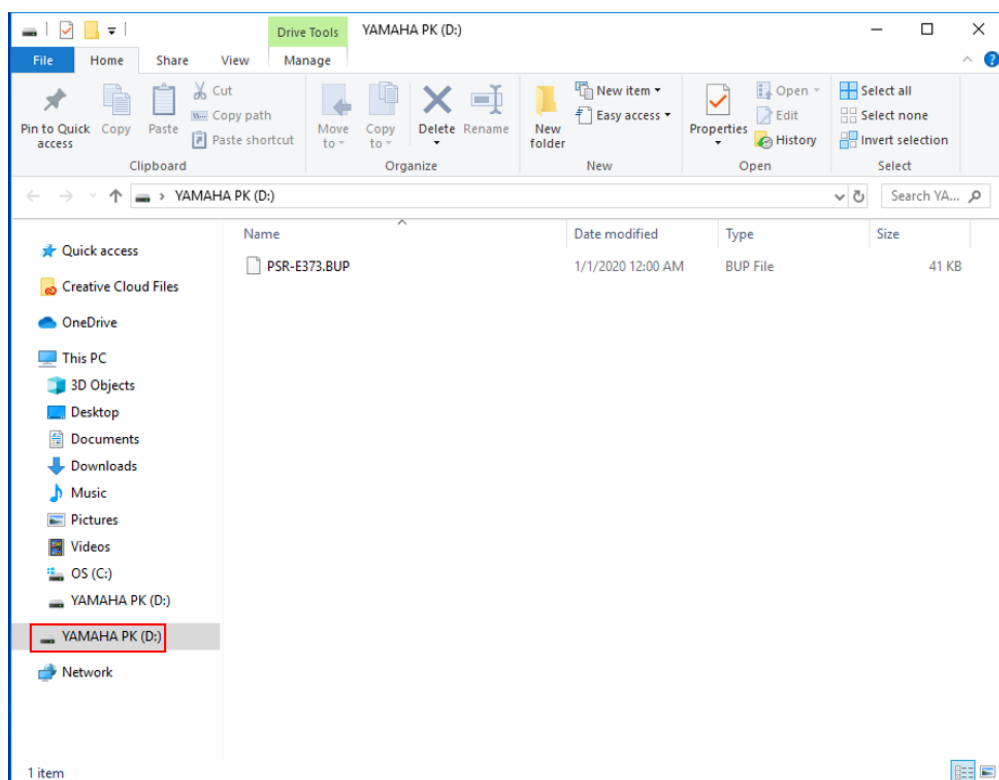 Drive Tools YAMAHA PK (D:)
File Home Share View Manage
Pin to Quick access
Copy
Paste
Cut
Copy path
Paste shortcut
Clipboard
Move to
Copy to
Delete
Rename
Organize
New folder
New item
Easy access
New
Properties
Open
Edit
History
Open
Select all
Select none
Invert selection
Select
YAMAHA PK (D:)
Search YA...
Name Date modified Type Size
PSR-E373.BUP 1/1/2020 12:00 AM BUP File 41 KB
Quick access
Creative Cloud Files
OneDrive
This PC
3D Objects
Desktop
Documents
Downloads
Music
Pictures
Videos
OS (C:)
YAMAHA PK (D:)
YAMAHA PK (D:)
Network
1 item